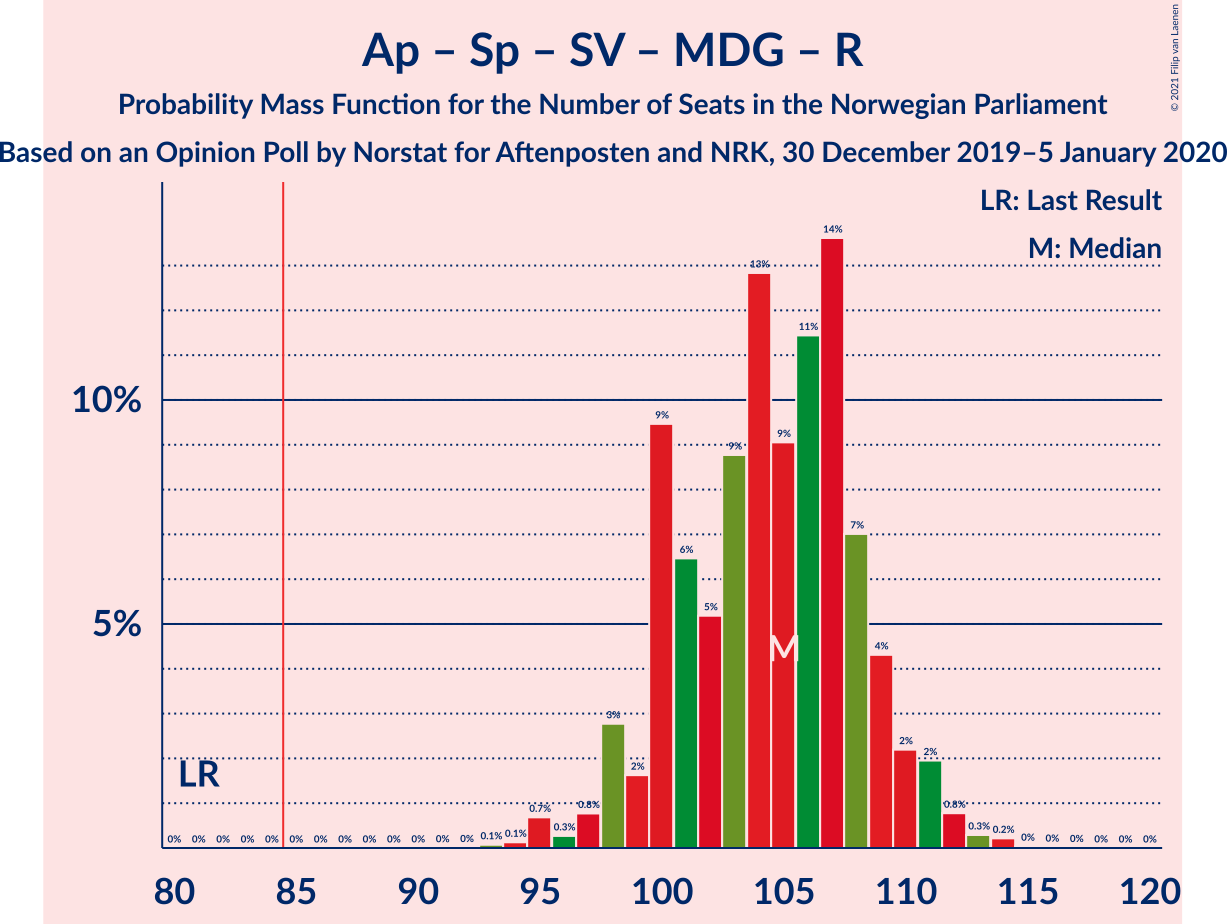 Ap – Sp – SV – MDG – R
Probability Mass Function for the Number of Seats in the Norwegian Parliament
Based on an Opinion Poll by Norstat for Aftenposten and NRK, 30 December 2019–5 January 2020
© 2021 Filip van Laenen
LR: Last Result
M: Median
10%
5%
LR
M
0% 0% 0% 0% 0% 0% 0% 0% 0% 0% 0% 0% 0% 0.1% 0.1% 0.7% 0.3% 0.8% 3% 2% 9% 6% 5% 9% 13% 9% 11% 14% 7% 4% 2% 2% 0.8% 0.3% 0.2% 0% 0% 0% 0% 0% 0%
80 85 90 95 100 105 110 115 120